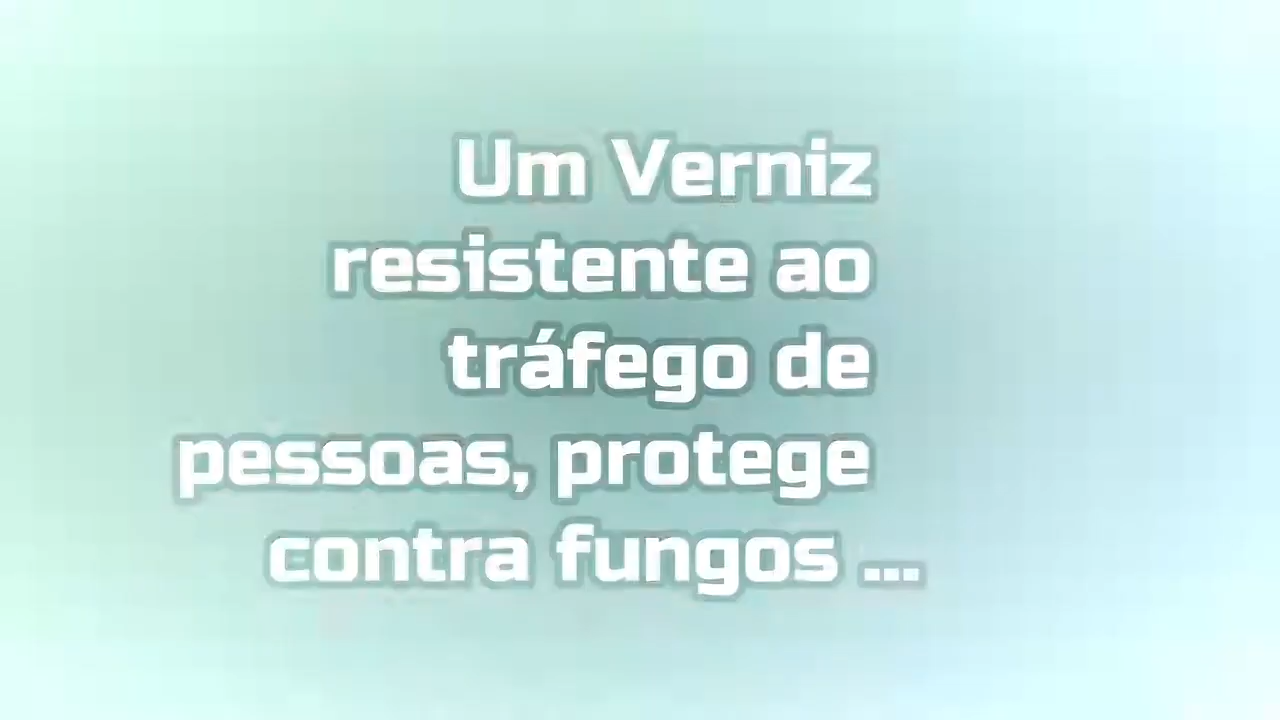 Um Verniz
resistente ao
tráfego de
pessoas, protege
contra fungos ...